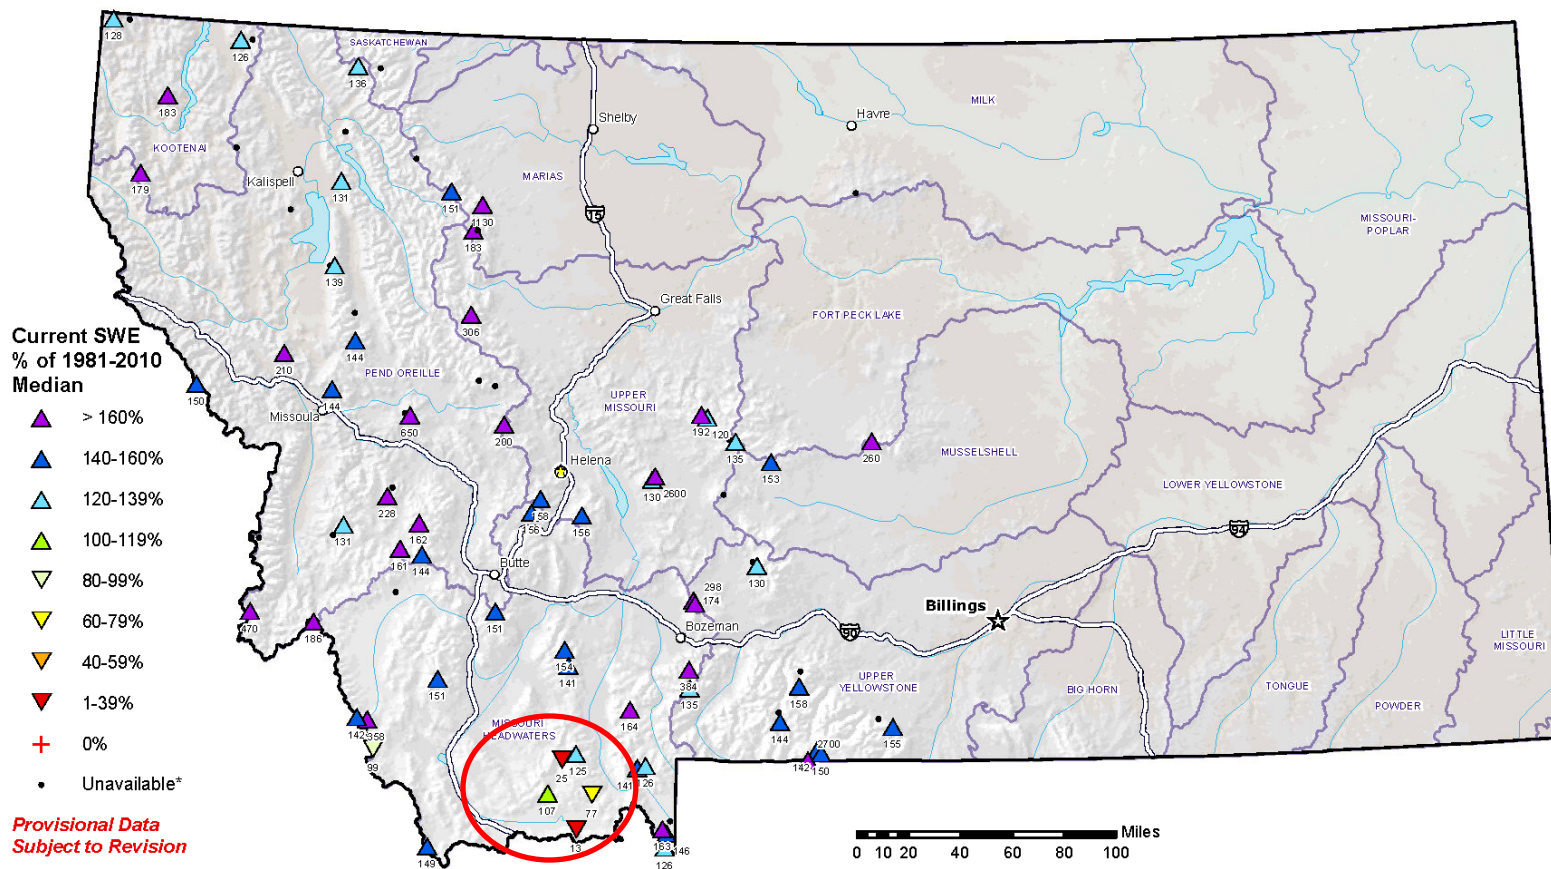 128
126
SASKATCHEWAN
136
183
MILK
Shelby
Havre
KOOTENAI
MARIAS
179
Kalispell
131
151
1130
15
183
MISSOURI-
POPLAR
139
Great Falls
306
FORT PECK LAKE
Current SWE
% of 1981-2010
Median
> 160%
140-160%
120-139%
100-119%
80-99%
60-79%
40-59%
1-39%
0%
Unavailable*
Provisional Data
Subject to Revision
144
210
PEND OREILLE
150
144
Missoula
UPPER
MISSOURI
650
200
192
120
135
260
153
MUSSELSHELL
Helena
130
2600
LOWER YELLOWSTONE
228
158
156
156
94
131
162
161
144
Butte
130
298
174
470
186
151
Bozeman
Billings
90
LITTLE
MISSOURI
154
141
151
384
135
UPPER
YELLOWSTONE
158
BIG HORN
TONGUE
POWDER
164
142
358
MISSOURI
HEADWATERS
144
155
99
25
125
141
126
2700
142
150
107
77
13
149
163
146
126
Miles
0 10 20 40 60 80 100